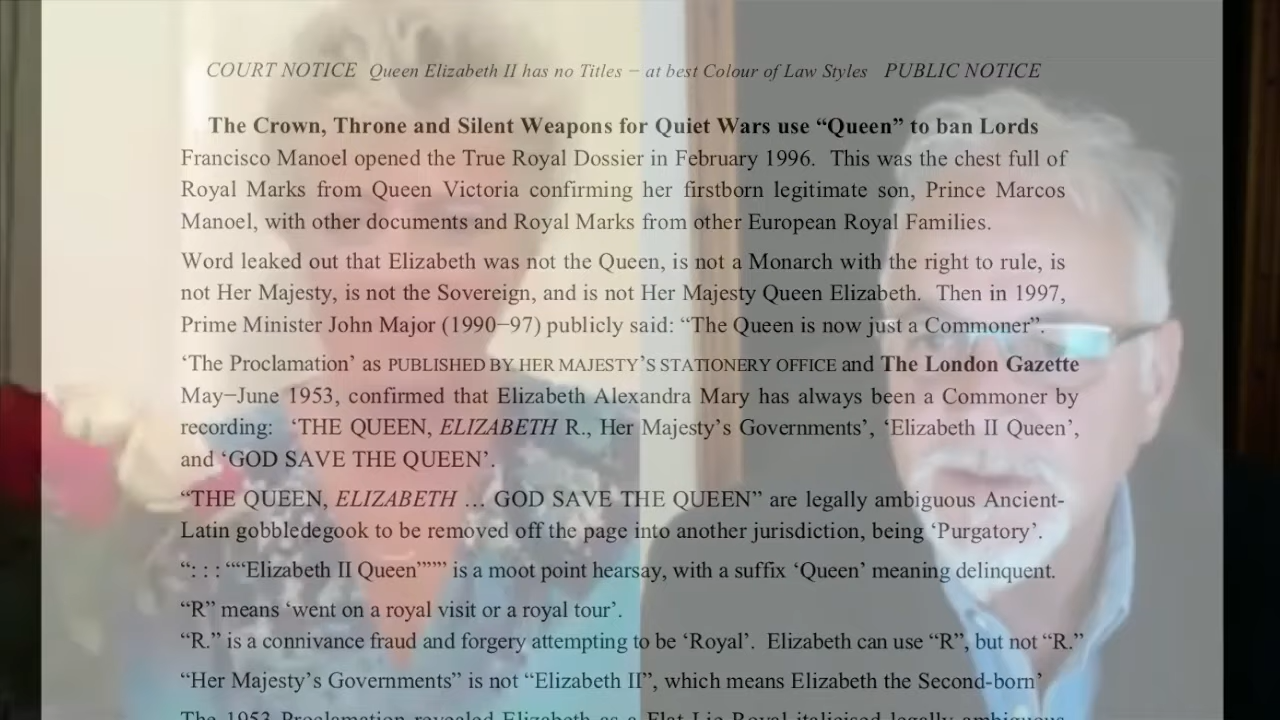 COURT NOTICE Queen Elizabeth II has no Titles – at best Colour of Law Styles PUBLIC NOTICE
The Crown, Throne and Silent Weapons for Quiet Wars use “Queen” to ban Lords
Francisco Manoel opened the True Royal Dossier in February 1996. This was the chest full of
Royal Marks from Queen Victoria confirming her firstborn legitimate son, Prince Marcos
Manoel, with other documents and Royal Marks from other European Royal Families.
Word leaked out that Elizabeth was not the Queen, is not a Monarch with the right to rule, is
not Her Majesty, is not the Sovereign, and is not Her Majesty Queen Elizabeth. Then in 1997,
Prime Minister John Major (1990–97) publicly said: “The Queen is now just a Commoner”.
‘The Proclamation’ as PUBLISHED BY HER MAJESTY’S STATIONERY OFFICE and The London Gazette
May–June 1953, confirmed that Elizabeth Alexandra Mary has always been a Commoner by
recording: ‘THE QUEEN, ELIZABETH R., Her Majesty’s Governments’, ‘Elizabeth II Queen’,
and ‘GOD SAVE THE QUEEN’.
“THE QUEEN, ELIZABETH … GOD SAVE THE QUEEN” are legally ambiguous Ancient-
Latin gobbledegook to be removed off the page into another jurisdiction, being ‘Purgatory’.
“: : : ““Elizabeth II Queen””” is a moot point hearsay, with a suffix ‘Queen’ meaning delinquent.
“R” means ‘went on a royal visit or a royal tour’.
“R.” is a connivance fraud and forgery attempting to be ‘Royal’. Elizabeth can use “R”, but not “R.”
“Her Majesty’s Governments” is not “Elizabeth II”, which means Elizabeth the Second-born’
The 1953 Proclamation revealed Elizabeth as a Flat Lie Royal italicised legally ambiguous